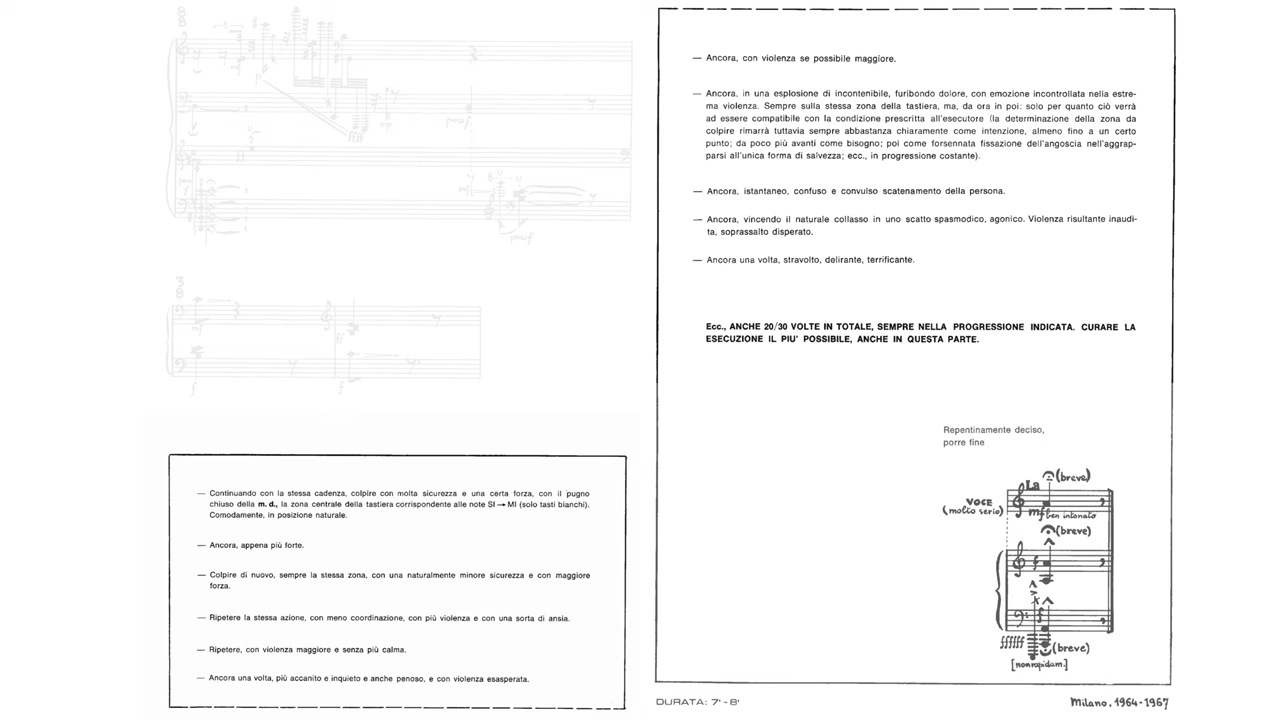 — Continuando con la stessa cadenza, colpire con molta sicurezza e una certa forza, con il pugno
chiuso della m. d., la zona centrale della tastiera corrispondente alle note SI → MI (solo tasti bianchi).
Comodamente, in posizione naturale.
— Ancora, appena più forte.
— Colpire di nuovo, sempre la stessa zona, con una naturalmente minore sicurezza e con maggiore
forza.
— Ripetere la stessa azione, con meno coordinazione, con più violenza e con una sorta di ansia.
— Ripetere, con violenza maggiore e senza più calma.
— Ancora una volta, più accanito e inquieto e anche penoso, e con violenza esasperata.
— Ancora, con violenza se possibile maggiore.
— Ancora, in una esplosione di incontenibile, furibondo dolore, con emozione incontrollata nella estre-
ma violenza. Sempre sulla stessa zona della tastiera, ma, da ora in poi: solo per quanto ciò verrà
ad essere compatibile con la condizione prescritta all'esecutore (la determinazione della zona da
colpire rimarrà tuttavia sempre abbastanza chiaramente come intenzione, almeno fino a un certo
punto; da poco più avanti come bisogno; poi come forsennata fissazione dell'angoscia nell'aggrap-
parsi all'unica forma di salvezza; ecc., in progressione costante).
— Ancora, istantaneo, confuso e convulso scatenamento della persona.
— Ancora, vincendo il naturale collasso in uno scatto spasmodico, agonico. Violenza risultante inaudi-
ta, soprassalto disperato.
— Ancora una volta, stravolto, delirante, terrificante.
Ecc., ANCHE 20/30 VOLTE IN TOTALE, SEMPRE NELLA PROGRESSIONE INDICATA. CURARE LA
ESECUZIONE IL PIU' POSSIBILE, ANCHE IN QUESTA PARTE.
Repentinamente deciso,
porre fine
La (breve)
VOCE
(molto serio)
mf ben intonato
(breve)
f
f
ffffff (breve)
[non rapidam.]
DURATA: 7' - 8'
Milano, 1964-1967